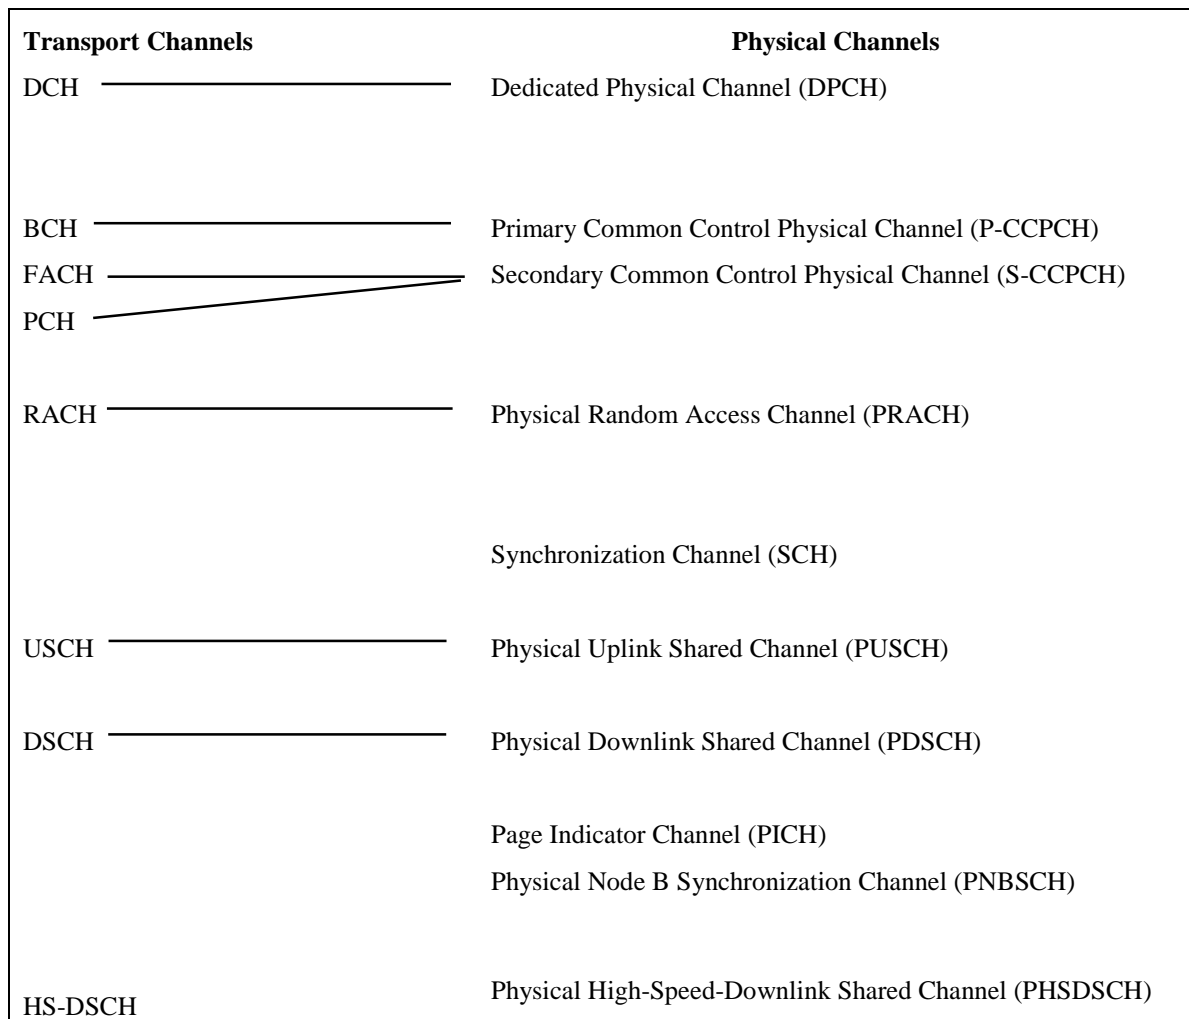 Transport Channels Physical Channels
DCH Dedicated Physical Channel (DPCH)
BCH Primary Common Control Physical Channel (P-CCPCH)
FACH Secondary Common Control Physical Channel (S-CCPCH)
PCH
RACH Physical Random Access Channel (PRACH)
Synchronization Channel (SCH)
USCH Physical Uplink Shared Channel (PUSCH)
DSCH Physical Downlink Shared Channel (PDSCH)
Page Indicator Channel (PICH)
Physical Node B Synchronization Channel (PNBSCH)
Physical High-Speed-Downlink Shared Channel (PHSDSCH)
HS-DSCH